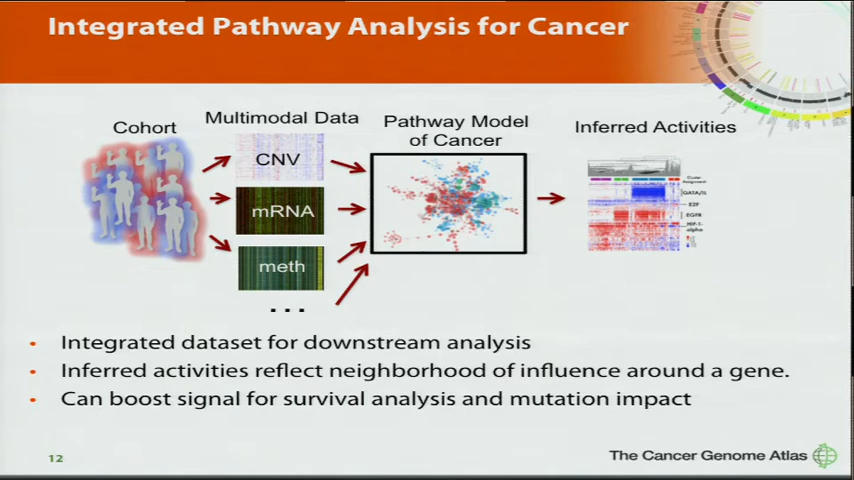 Integrated Pathway Analysis for Cancer
Cohort
Multimodal Data
CNV
mRNA
meth
...
Pathway Model
of Cancer
Inferred Activities
Cluster
Assignment
E2F
EGFR
HIF-1-
alpha
• Integrated dataset for downstream analysis
• Inferred activities reflect neighborhood of influence around a gene.
• Can boost signal for survival analysis and mutation impact
12
The Cancer Genome Atlas